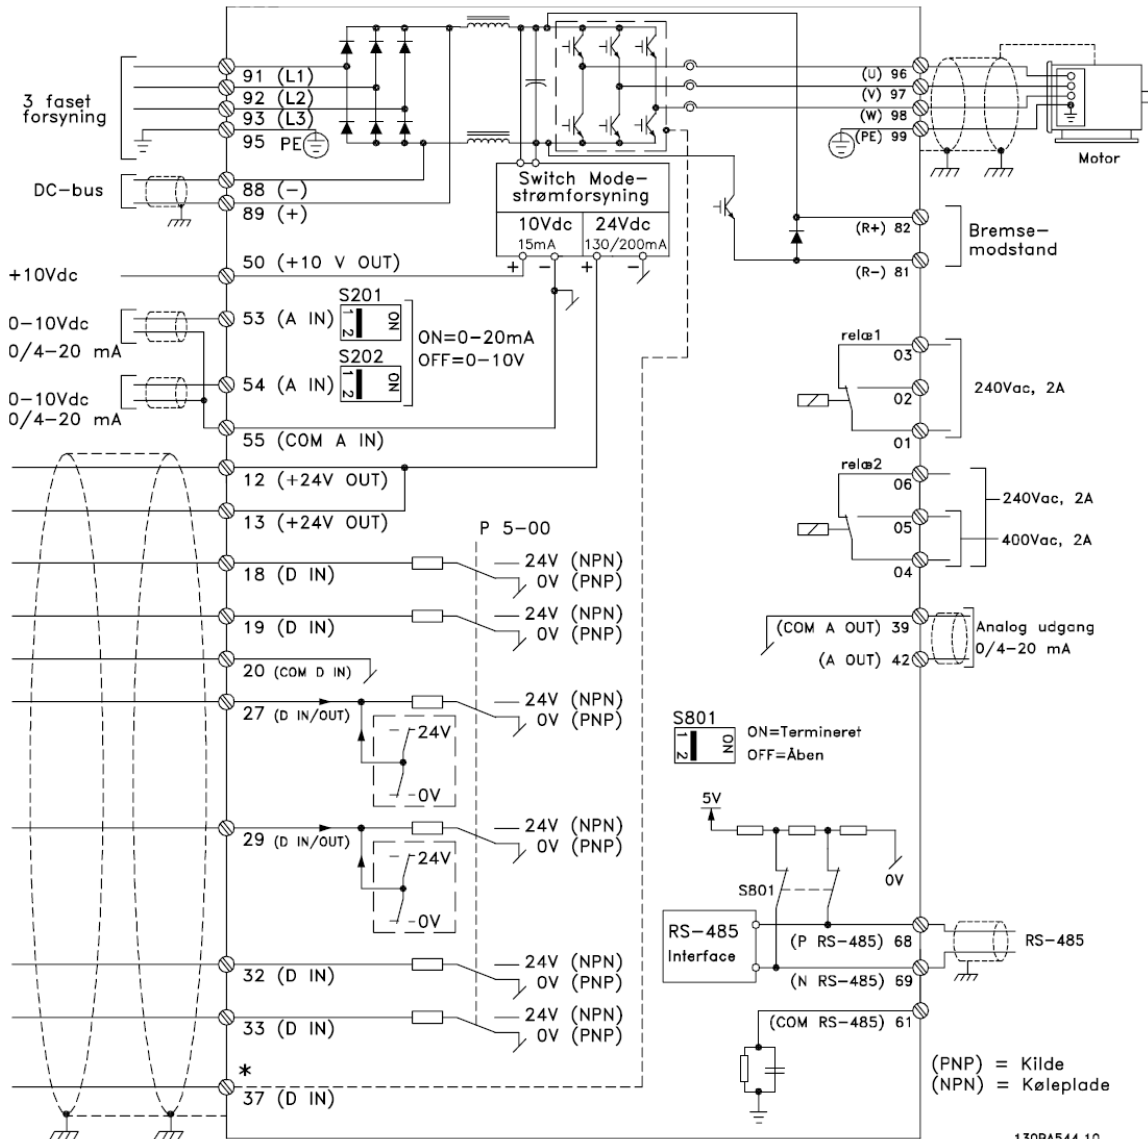 3 faset
forsyning
91 (L1)
92 (L2)
93 (L3)
95 PE
DC-bus
88 (-)
89 (+)
Switch Mode-
strømforsyning
10Vdc
15mA
24Vdc
130/200mA
+ - + -
(U) 96
(V) 97
(W) 98
(PE) 99
Motor
(R+) 82
(R-) 81
Bremse-
modstand
+10Vdc
50 (+10 V OUT)
0-10Vdc
0/4-20 mA
53 (A IN)
S201
1 2 ON
ON=0-20mA
OFF=0-10V
0-10Vdc
0/4-20 mA
54 (A IN)
S202
1 2 ON
55 (COM A IN)
12 (+24V OUT)
13 (+24V OUT)
relæ1
03
02
01
240Vac, 2A
relæ2
06
05
04
240Vac, 2A
400Vac, 2A
P 5-00
18 (D IN)
24V (NPN)
0V (PNP)
19 (D IN)
24V (NPN)
0V (PNP)
20 (COM D IN)
27 (D IN/OUT)
24V (NPN)
0V (PNP)
24V
0V
29 (D IN/OUT)
24V (NPN)
0V (PNP)
24V
0V
32 (D IN)
24V (NPN)
0V (PNP)
33 (D IN)
24V (NPN)
0V (PNP)
*
37 (D IN)
(COM A OUT) 39
(A OUT) 42
Analog udgang
0/4-20 mA
S801
1 2 ON
ON=Termineret
OFF=Åben
5V
0V
S801
RS-485
Interface
(P RS-485) 68
(N RS-485) 69
(COM RS-485) 61
RS-485
(PNP) = Kilde
(NPN) = Køleplade
130BA544.10